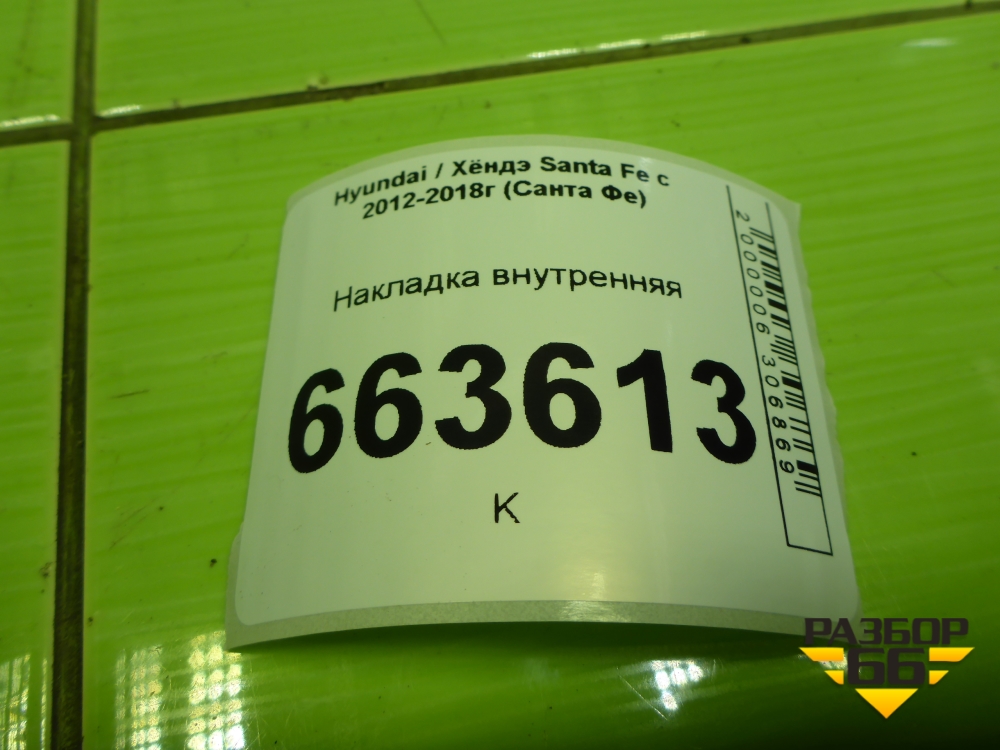 Hyundai / Хёндэ Santa Fe с
2012-2018г (Санта Фе)
Накладка внутренняя
663613
К
2000006306869
РАЗБОР
66